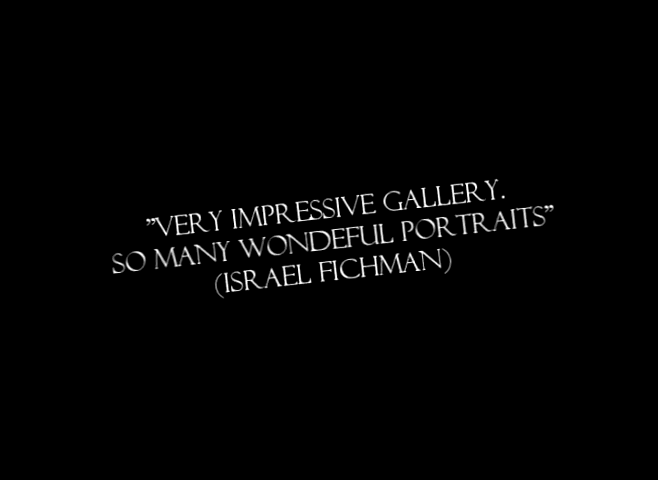 "VERY IMPRESSIVE GALLERY.
SO MANY WONDEFUL PORTRAITS"
(ISRAEL FICHMAN)